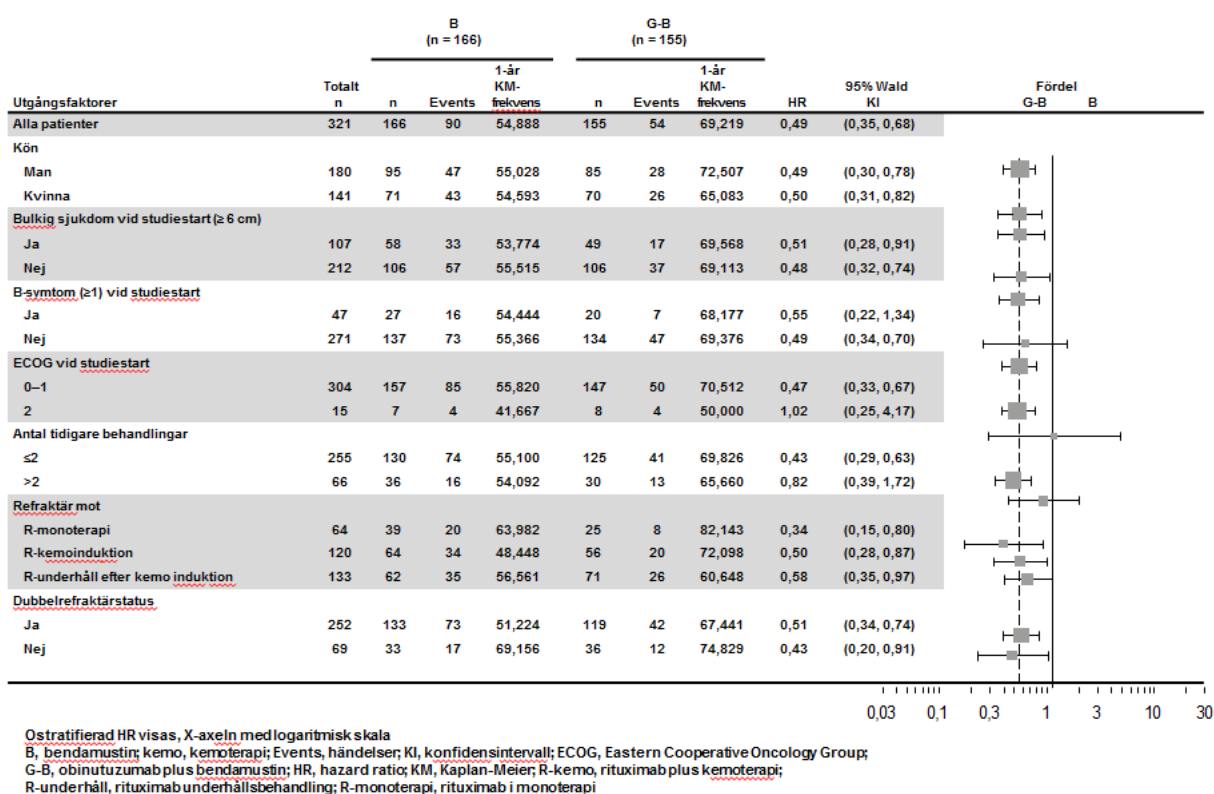 B G-B
(n = 166) (n = 155)
Utgångsfaktorer Totalt n n Events 1-år KM-frekvens n Events 1-år KM-frekvens HR 95% Wald KI Fördel G-B B
Alla patienter 321 166 90 54,888 155 54 69,219 0,49 (0,35, 0,68)
Kön
Man 180 95 47 55,028 85 28 72,507 0,49 (0,30, 0,78)
Kvinna 141 71 43 54,593 70 26 65,083 0,50 (0,31, 0,82)
Bulkig sjukdom vid studiestart (≥ 6 cm)
Ja 107 58 33 53,774 49 17 69,568 0,51 (0,28, 0,91)
Nej 212 106 57 55,515 106 37 69,113 0,48 (0,32, 0,74)
B-symtom (≥1) vid studiestart
Ja 47 27 16 54,444 20 7 68,177 0,55 (0,22, 1,34)
Nej 271 137 73 55,366 134 47 69,376 0,49 (0,34, 0,70)
ECOG vid studiestart
0–1 304 157 85 55,820 147 50 70,512 0,47 (0,33, 0,67)
2 15 7 4 41,667 8 4 50,000 1,02 (0,25, 4,17)
Antal tidigare behandlingar
≤2 255 130 74 55,100 125 41 69,826 0,43 (0,29, 0,63)
>2 66 36 16 54,092 30 13 65,660 0,82 (0,39, 1,72)
Refraktär mot
R-monoterapi 64 39 20 63,982 25 8 82,143 0,34 (0,15, 0,80)
R-kemoinduktion 120 64 34 48,448 56 20 72,098 0,50 (0,28, 0,87)
R-underhåll efter kemo induktion 133 62 35 56,561 71 26 60,648 0,58 (0,35, 0,97)
Dubbelrefraktärstatus
Ja 252 133 73 51,224 119 42 67,441 0,51 (0,34, 0,74)
Nej 69 33 17 69,156 36 12 74,829 0,43 (0,20, 0,91)
0,03 0,1 0,3 1 3 10 30
Ostratifierad HR visas, X-axeln med logaritmisk skala
B, bendamustin; kemo, kemoterapi; Events, händelser; KI, konfidensintervall; ECOG, Eastern Cooperative Oncology Group;
G-B, obinutuzumab plus bendamustin; HR, hazard ratio; KM, Kaplan-Meier; R-kemo, rituximab plus kemoterapi;
R-underhåll, rituximab underhållsbehandling; R-monoterapi, rituximab i monoterapi